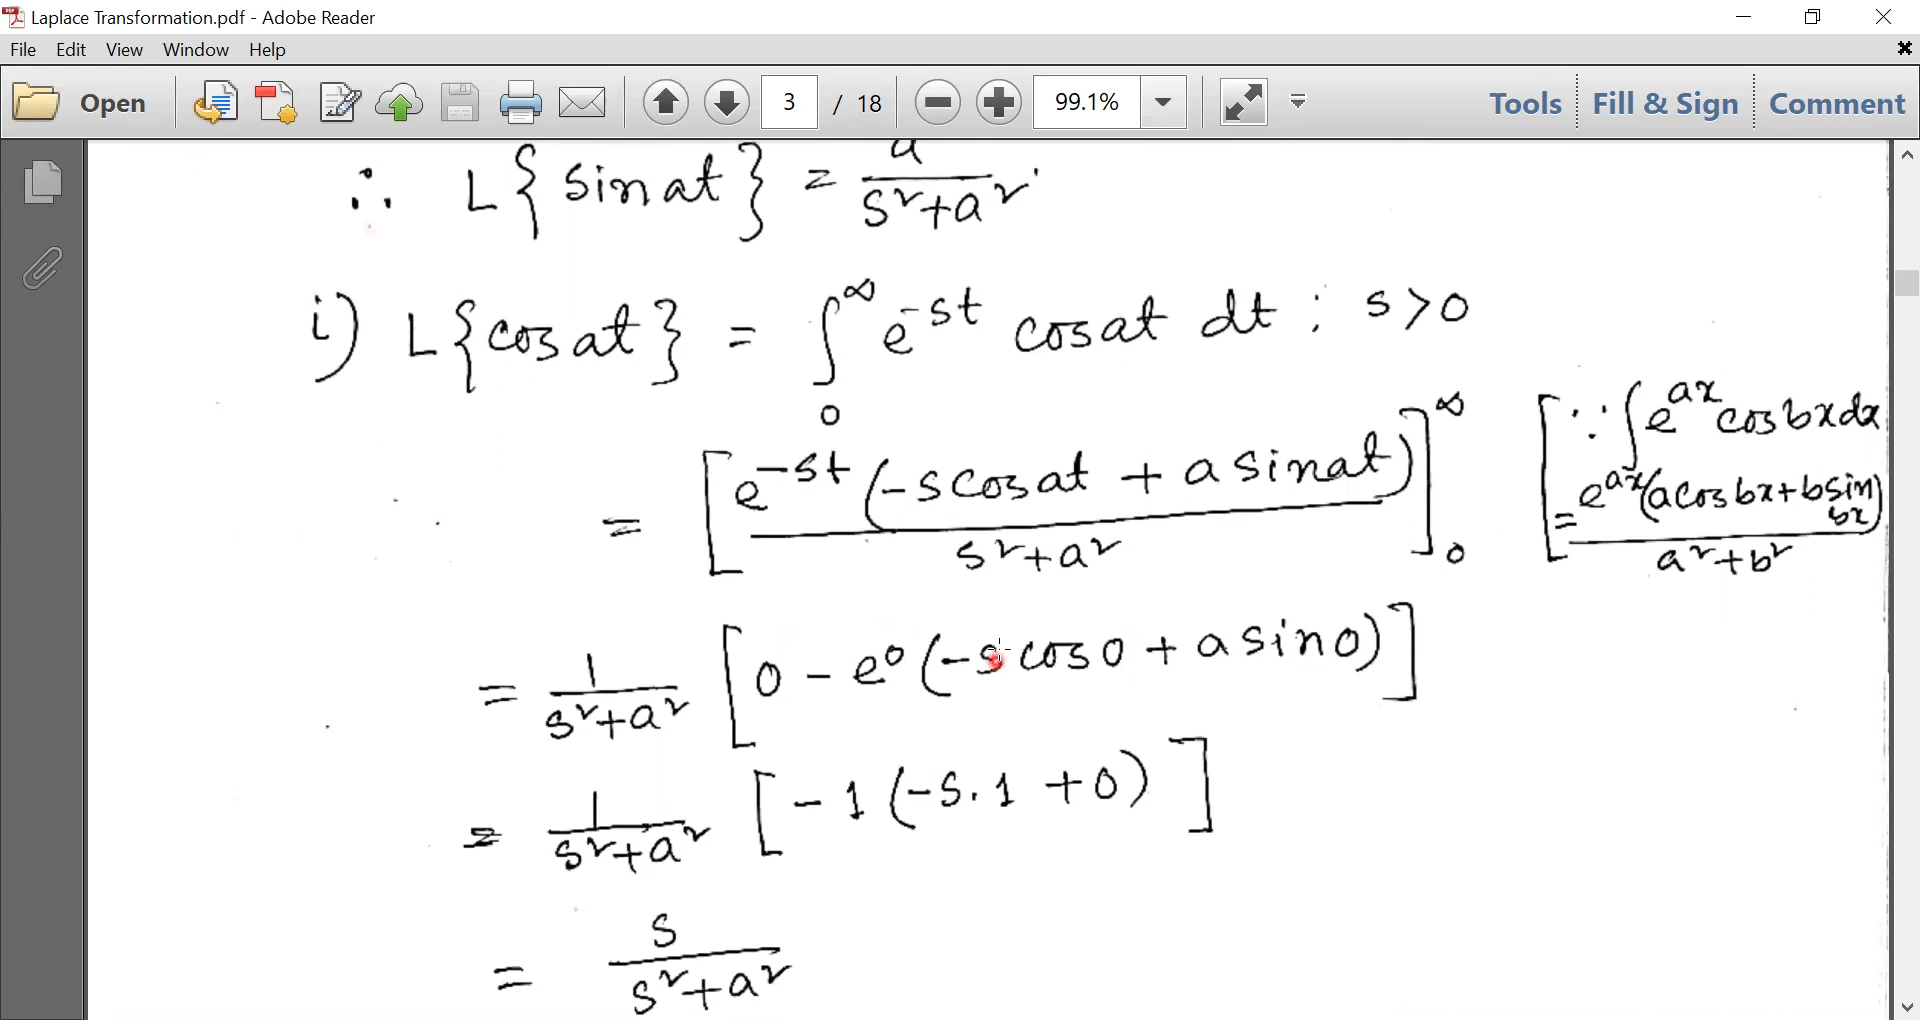 Laplace Transformation.pdf - Adobe Reader
File Edit View Window Help
Open 3 / 18 99.1% Tools Fill & Sign Comment
∴ L{sin at} = a/(s²+a²).
i) L{cos at} = ∫₀^∞ e^(-st) cos at dt ; s>0
= [e^(-st)(-s cos at + a sin at)/(s²+a²)]₀^∞ [∵ ∫e^(ax) cos bx dx
= e^(ax)(a cos bx + b sin bx)/(a²+b²)
= 1/(s²+a²) [0 - e⁰(-s cos 0 + a sin 0)]
= 1/(s²+a²) [-1(-s.1 + 0)]
= s/(s²+a²)